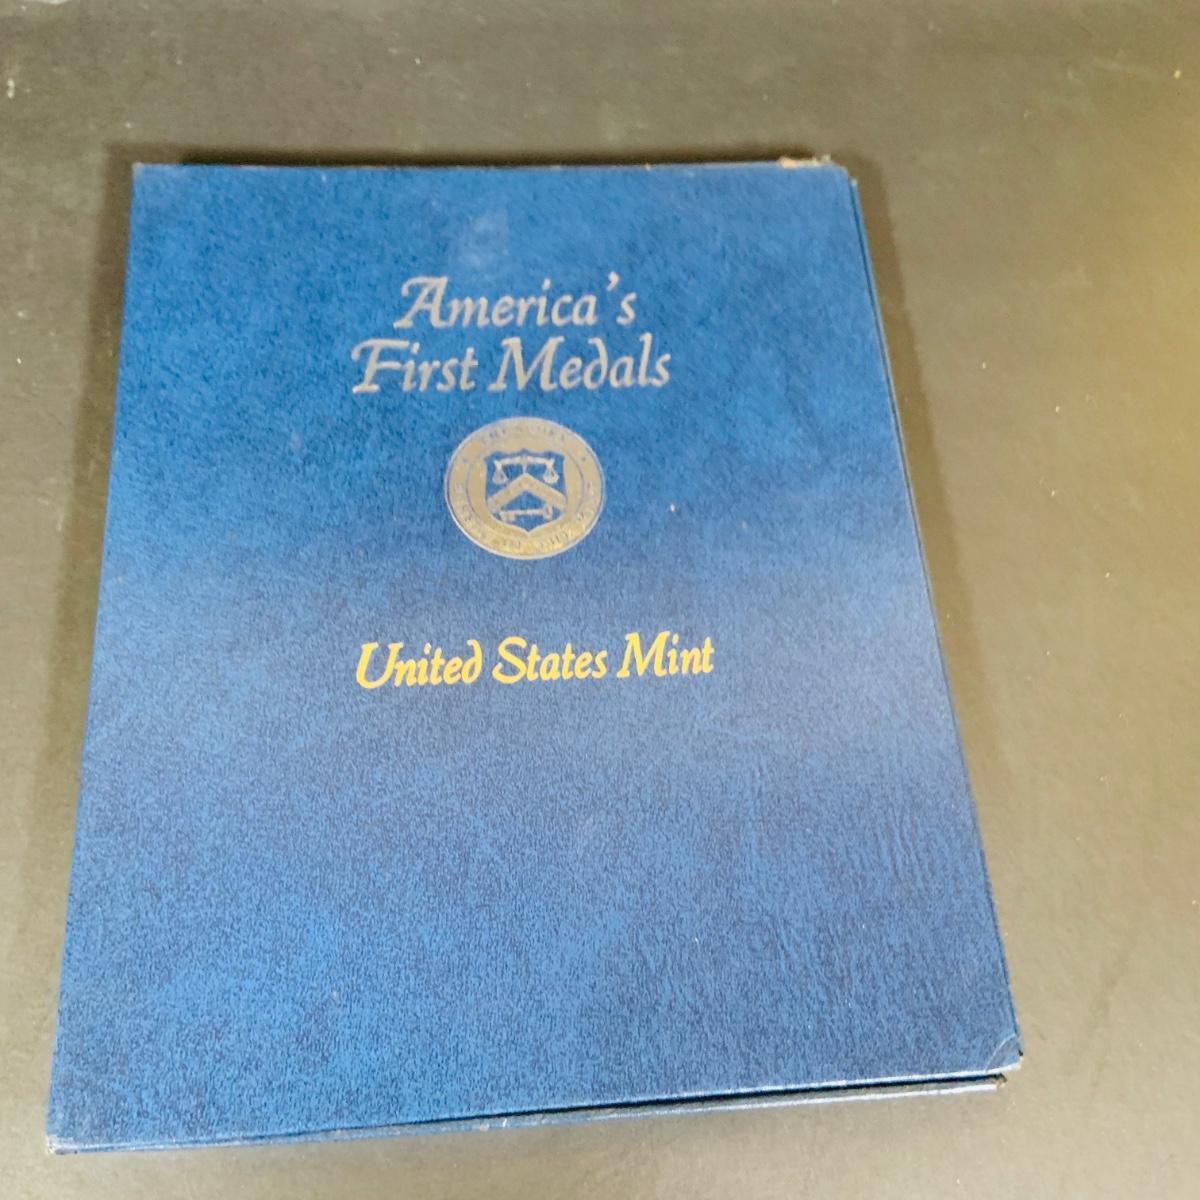 America's
First Medals
United States Mint